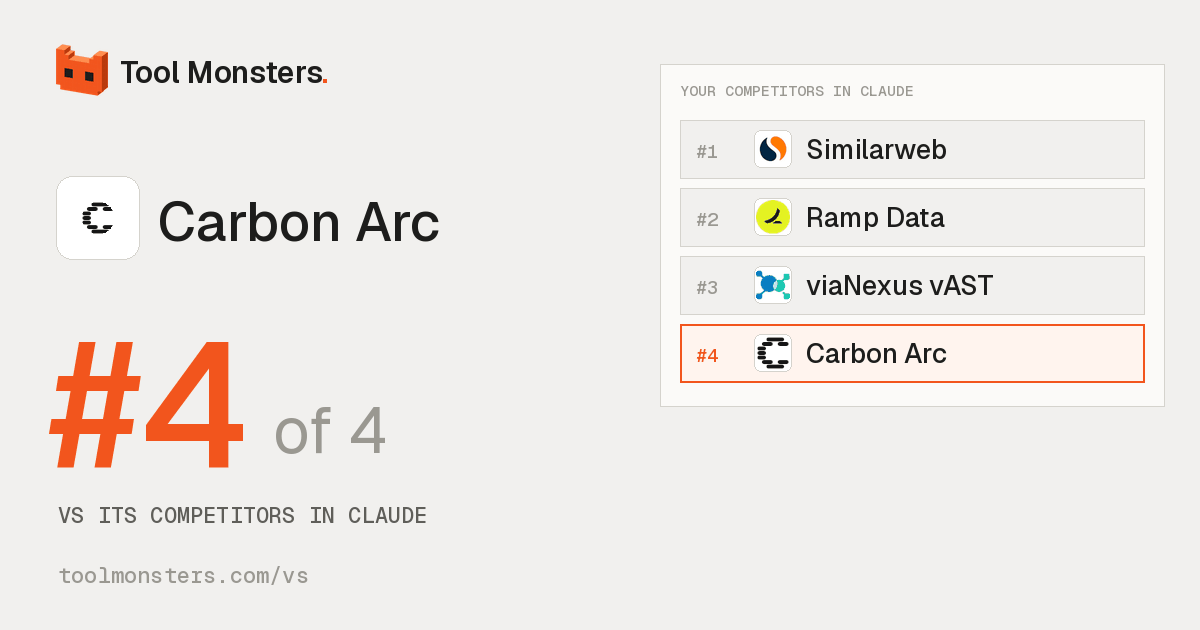 Tool Monsters.
Carbon Arc
#4 of 4
VS ITS COMPETITORS IN CLAUDE
toolmonsters.com/vs
YOUR COMPETITORS IN CLAUDE
#1 Similarweb
#2 Ramp Data
#3 viaNexus vAST
#4 Carbon Arc